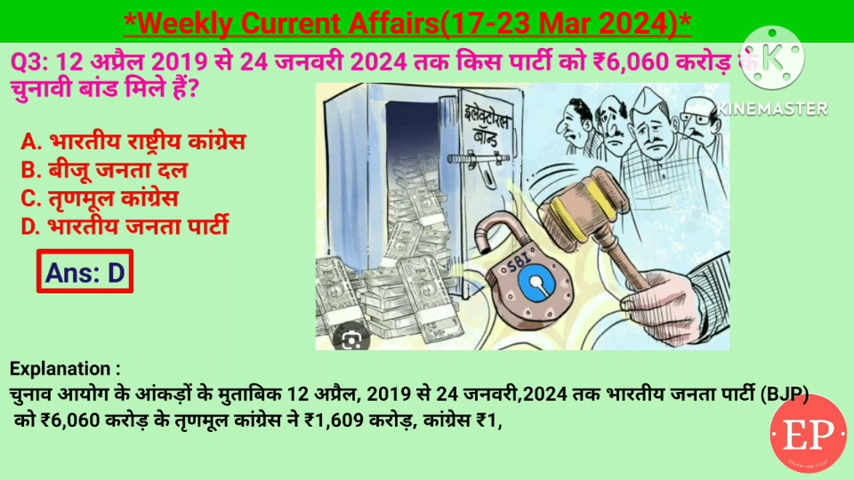 *Weekly Current Affairs(17-23 Mar 2024)*
Q3: 12 अप्रैल 2019 से 24 जनवरी 2024 तक किस पार्टी को ₹6,060 करोड़ के
चुनावी बांड मिले हैं?
KINEMASTER
A. भारतीय राष्ट्रीय कांग्रेस
B. बीजू जनता दल
C. तृणमूल कांग्रेस
D. भारतीय जनता पार्टी
Ans: D
इलेक्टोरल
बॉन्ड
SBI
Explanation :
चुनाव आयोग के आंकड़ों के मुताबिक 12 अप्रैल, 2019 से 24 जनवरी,2024 तक भारतीय जनता पार्टी (BJP)
को ₹6,060 करोड़ के तृणमूल कांग्रेस ने ₹1,609 करोड़, कांग्रेस ₹1,
EP